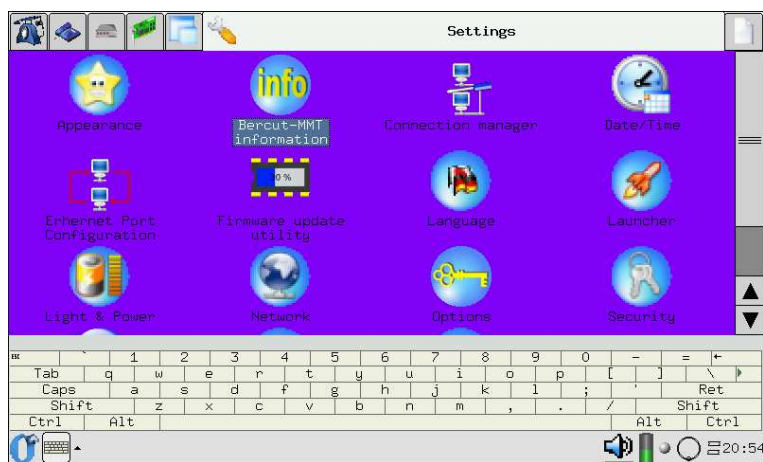 Settings
info
Appearance
Bercut-MMT
information
Connection manager
Date/Time
30 %
Erhernet Port
Configuration
Firmware update
utility
Language
Launcher
Light & Power
Network
Options
Security
` 1 2 3 4 5 6 7 8 9 0 - = ←
Tab q w e r t y u i o p [ ] \
Caps a s d f g h j k l ; ' Ret
Shift z x c v b n m , . / Shift
Ctrl Alt Alt Ctrl
20:54